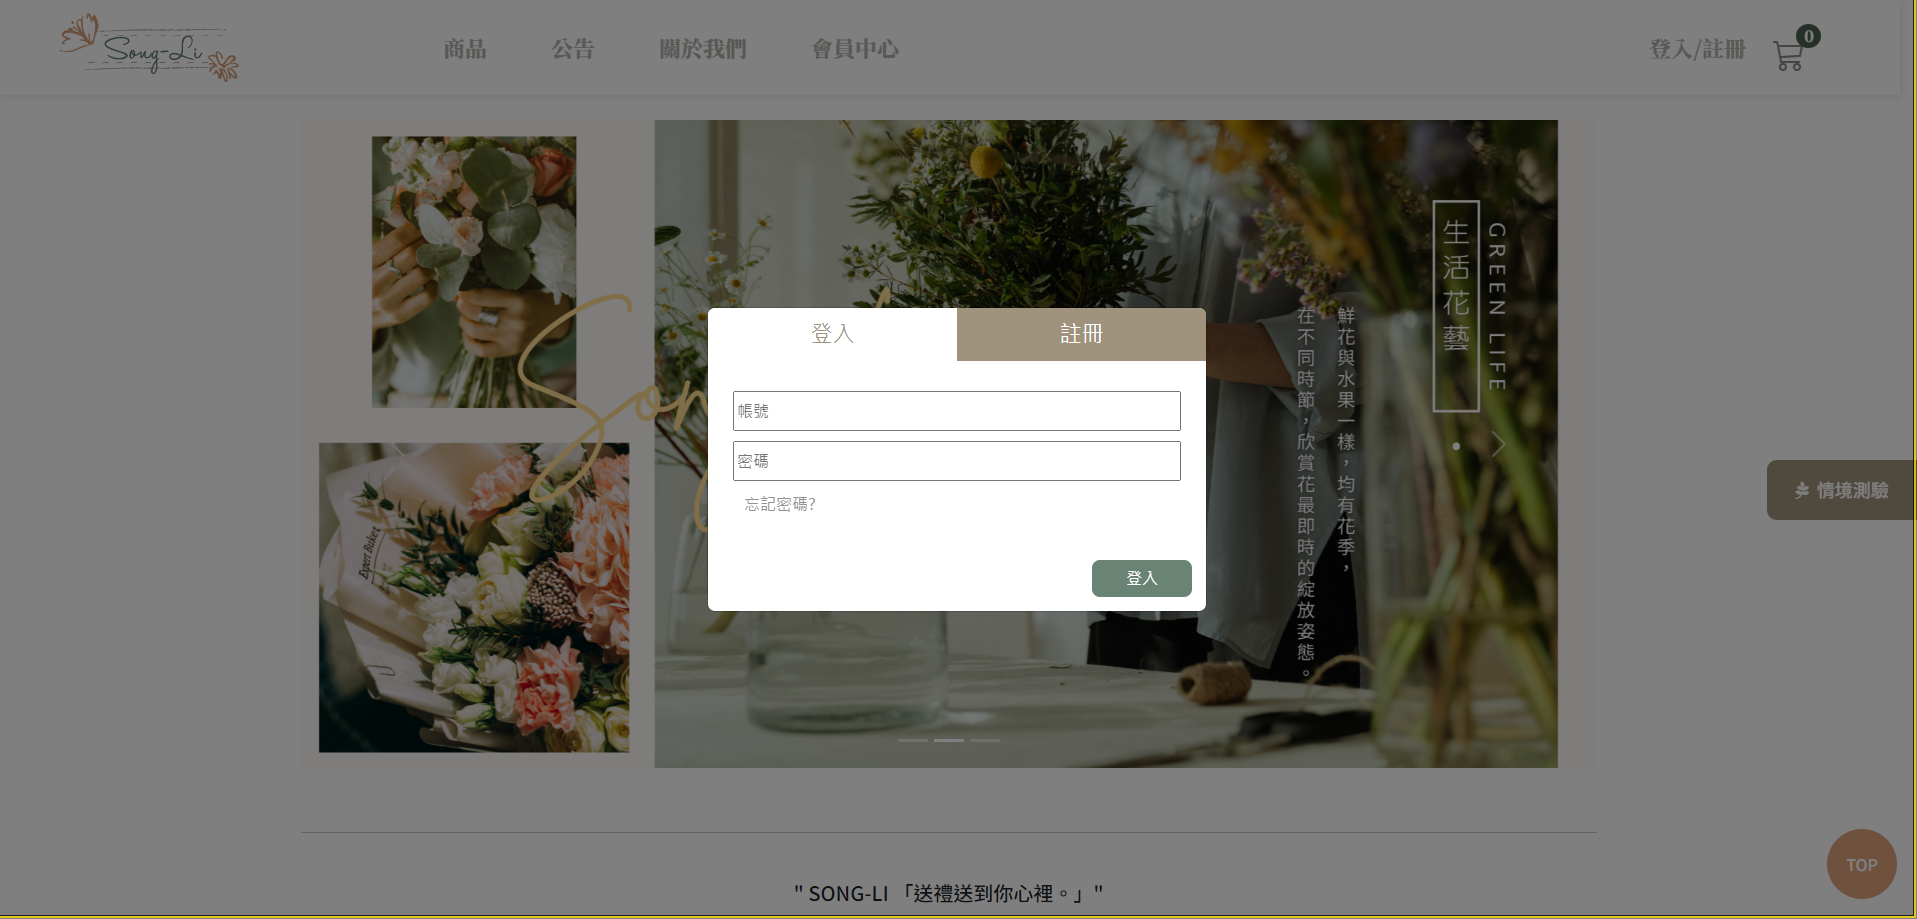 Song-Li
商品
公告
關於我們
會員中心
登入/註冊
0
生活花藝
GREEN LIFE
鮮花與水果一樣，均有花季，
在不同時節，欣賞花最即時的綻放姿態。
Expert Buket
登入
註冊
帳號
密碼
忘記密碼?
登入
情境測驗
TOP
" SONG-LI 「送禮送到你心裡。」"